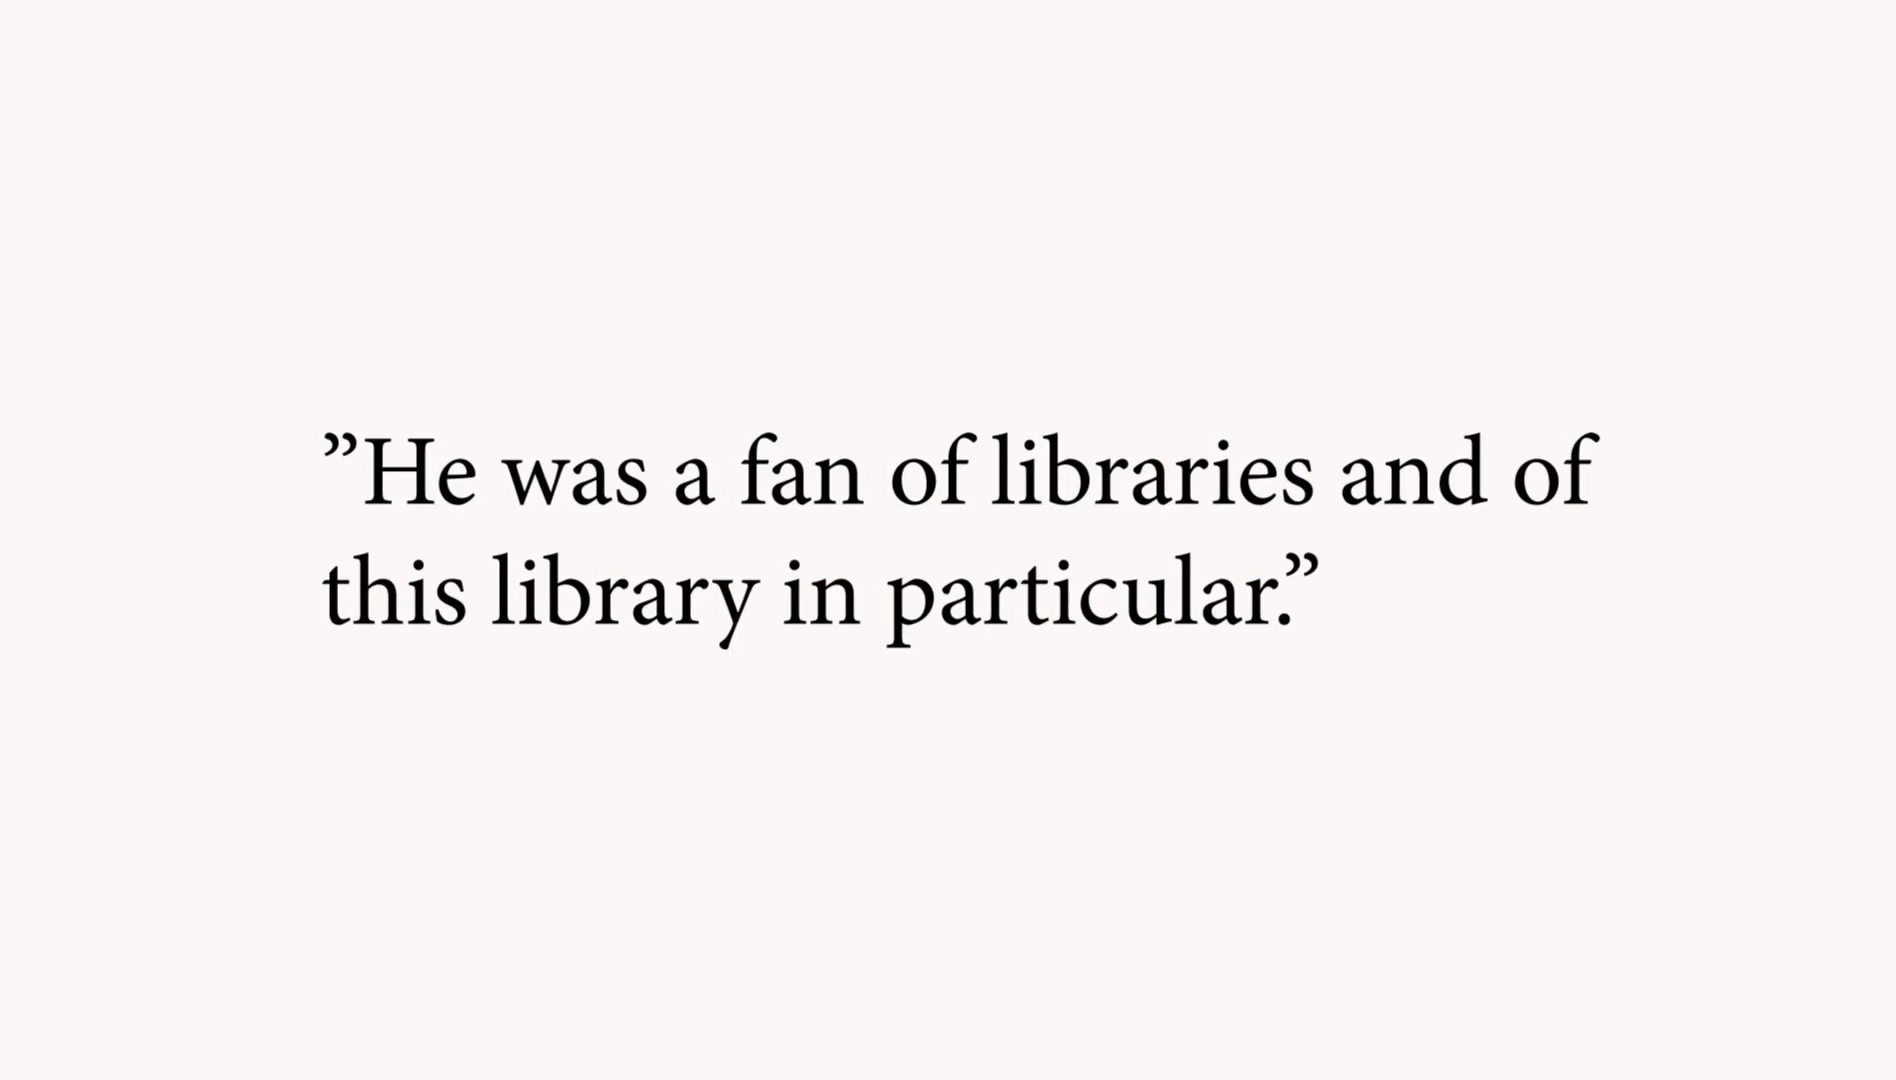 ”He was a fan of libraries and of
this library in particular.”